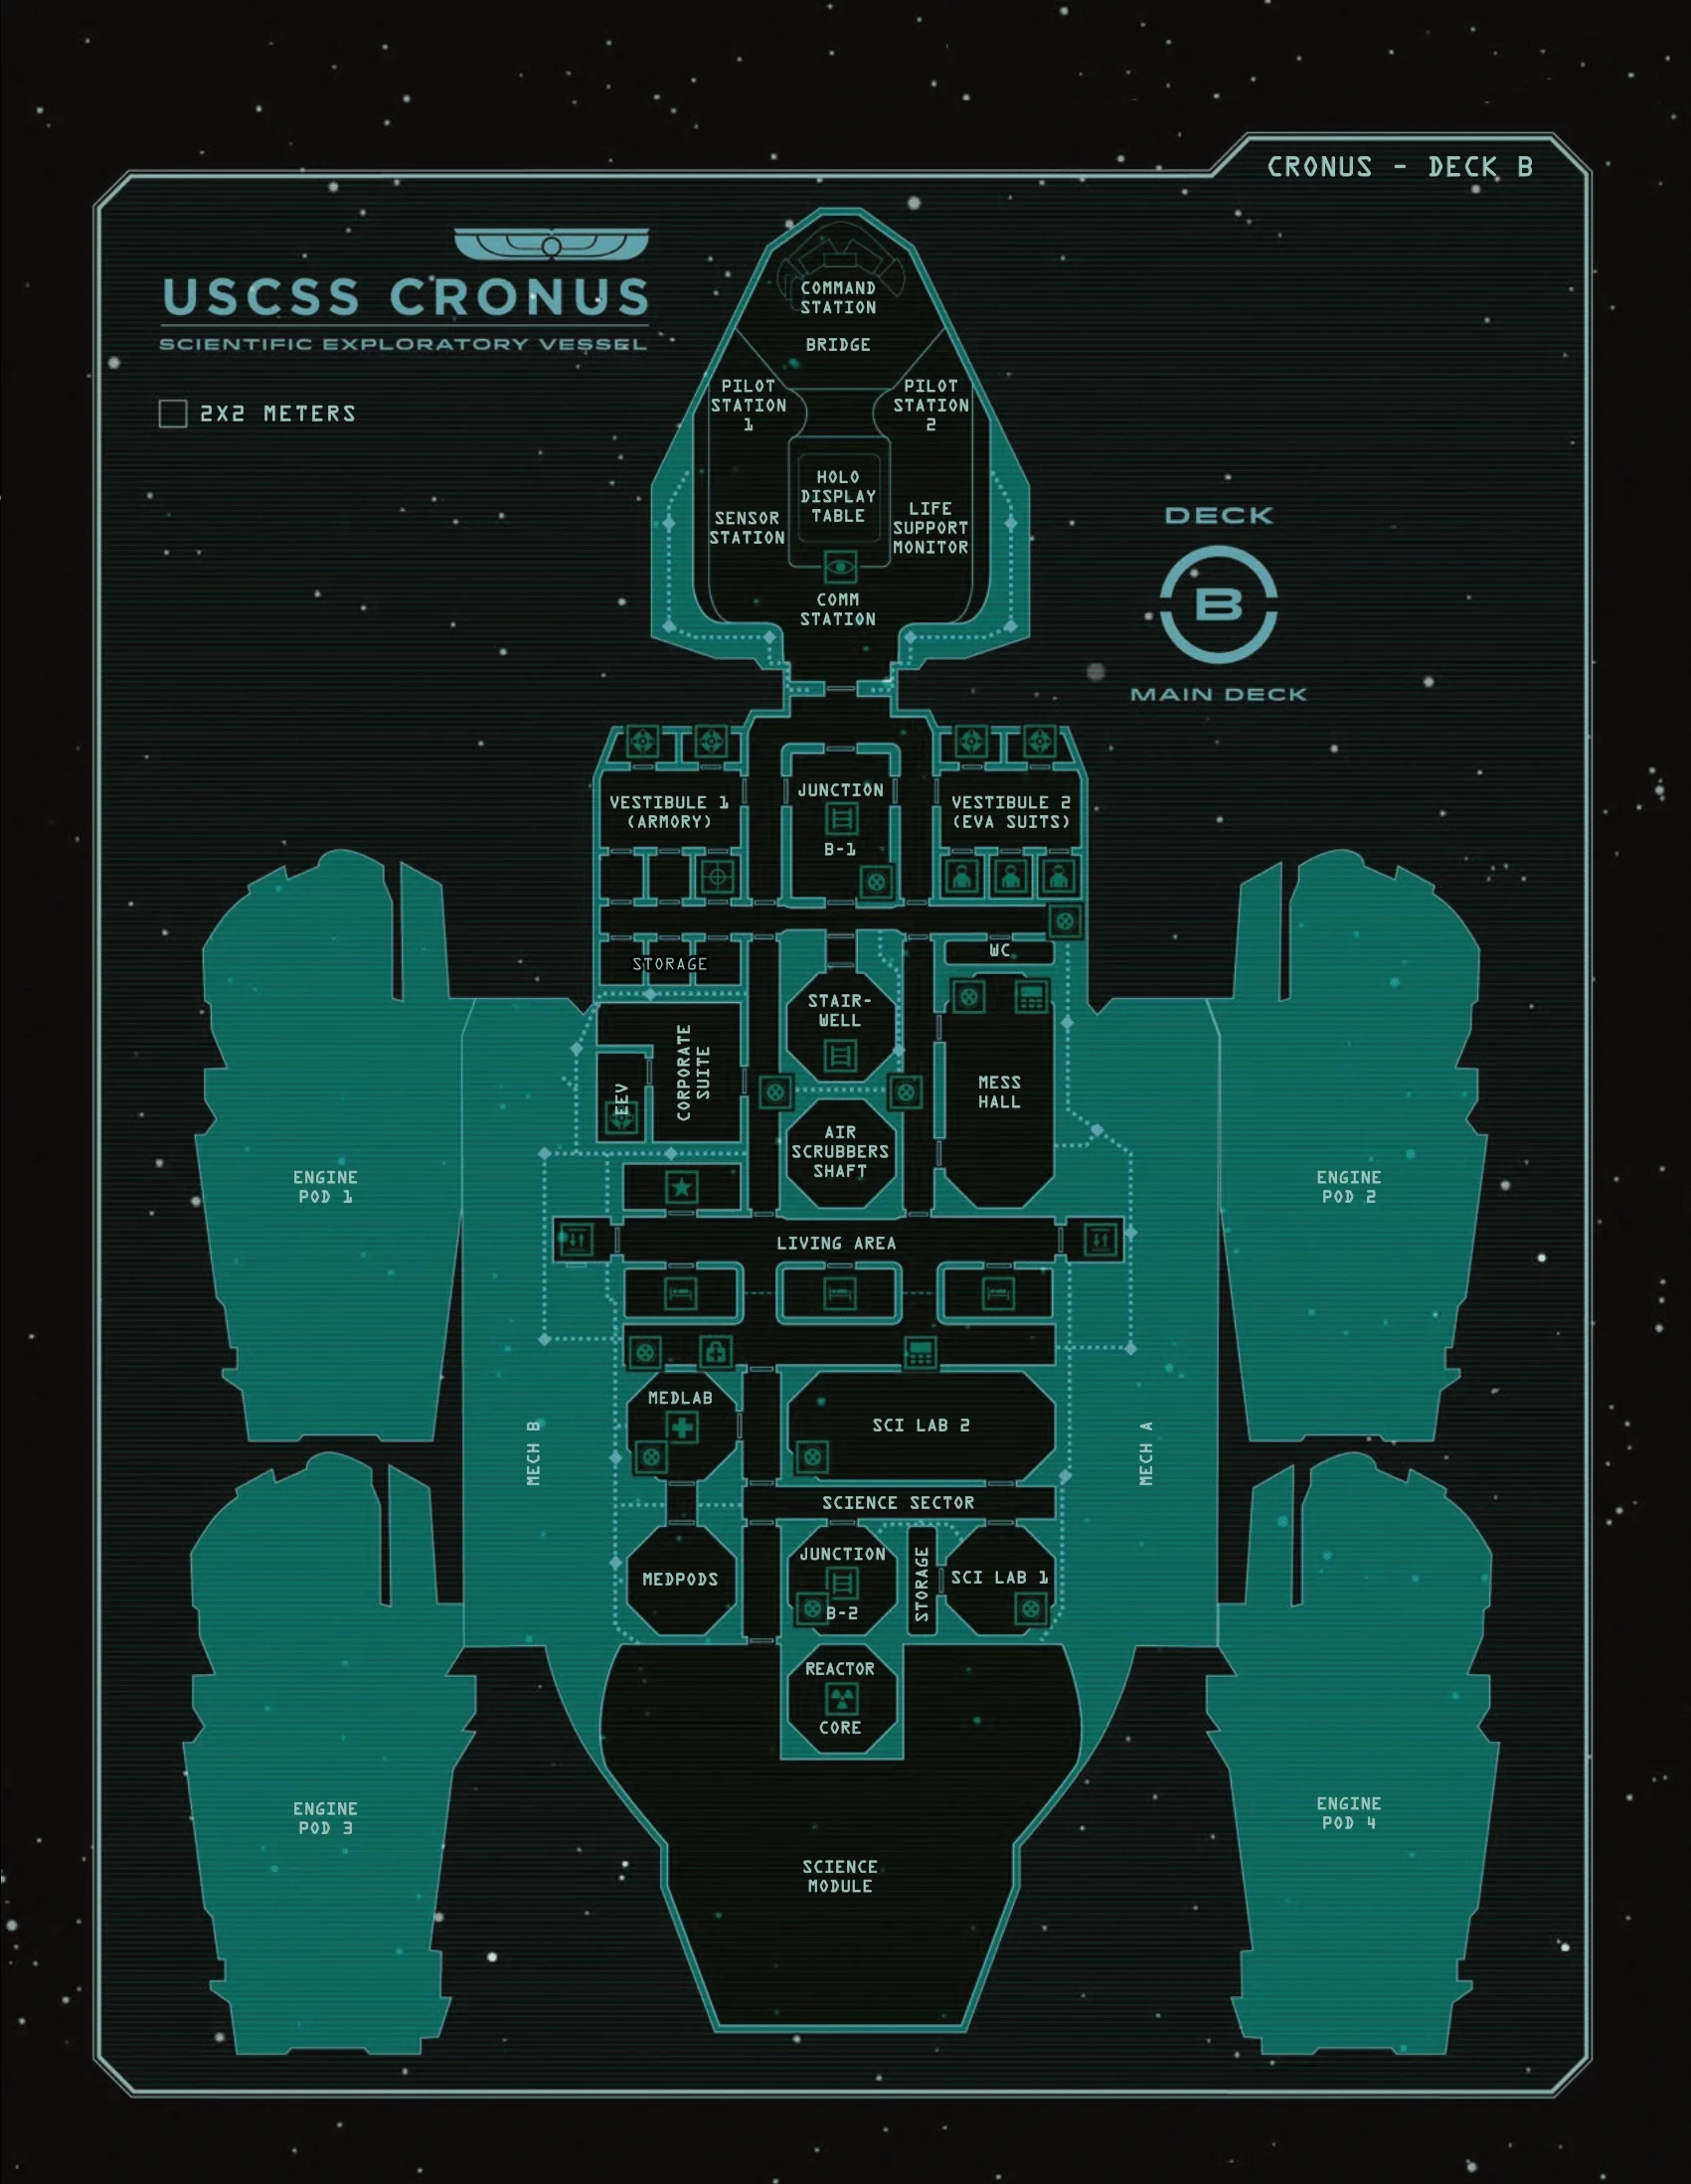 CRONUS - DECK B
USCSS CRONUS
SCIENTIFIC EXPLORATORY VESSEL
2X2 METERS
COMMAND
STATION
BRIDGE
PILOT
STATION
1
PILOT
STATION
2
HOLO
DISPLAY
TABLE
SENSOR
STATION
LIFE
SUPPORT
MONITOR
COMM
STATION
DECK
B
MAIN DECK
VESTIBULE 1
(ARMORY)
JUNCTION
B-1
VESTIBULE 2
(EVA SUITS)
STORAGE
WC
STAIR-
WELL
CORPORATE
SUITE
EEV
MESS
HALL
AIR
SCRUBBERS
SHAFT
ENGINE
POD 1
ENGINE
POD 2
LIVING AREA
MEDLAB
SCI LAB 2
MECH B
MECH A
SCIENCE SECTOR
MEDPODS
JUNCTION
B-2
STORAGE
SCI LAB 1
REACTOR
CORE
ENGINE
POD 3
ENGINE
POD 4
SCIENCE
MODULE